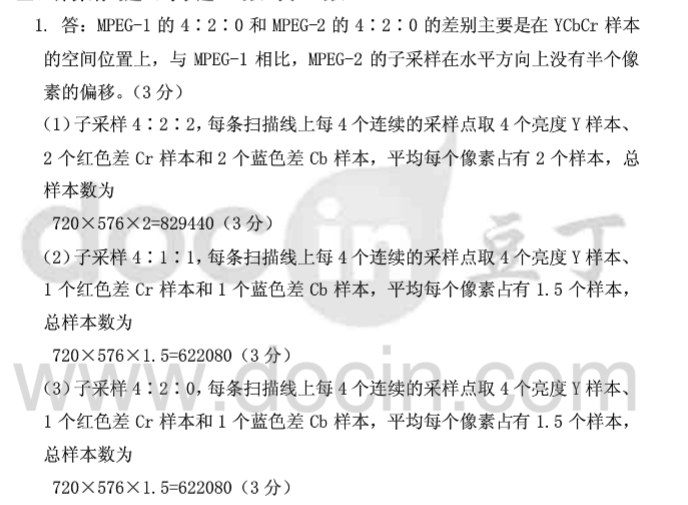 1. 答：MPEG-1 的 4∶2∶0 和 MPEG-2 的 4∶2∶0 的差别主要是在 YCbCr 样本
的空间位置上，与 MPEG-1 相比，MPEG-2 的子采样在水平方向上没有半个像
素的偏移。（3 分）
（1）子采样 4∶2∶2，每条扫描线上每 4 个连续的采样点取 4 个亮度 Y 样本、
2 个红色差 Cr 样本和 2 个蓝色差 Cb 样本，平均每个像素占有 2 个样本，总
样本数为
720×576×2=829440（3 分）
（2）子采样 4∶1∶1，每条扫描线上每 4 个连续的采样点取 4 个亮度 Y 样本、
1 个红色差 Cr 样本和 1 个蓝色差 Cb 样本，平均每个像素占有 1.5 个样本，
总样本数为
720×576×1.5=622080（3 分）
（3）子采样 4∶2∶0，每条扫描线上每 4 个连续的采样点取 4 个亮度 Y 样本、
1 个红色差 Cr 样本和 1 个蓝色差 Cb 样本，平均每个像素占有 1.5 个样本，
总样本数为
720×576×1.5=622080（3 分）
docin 豆丁
www.docin.com